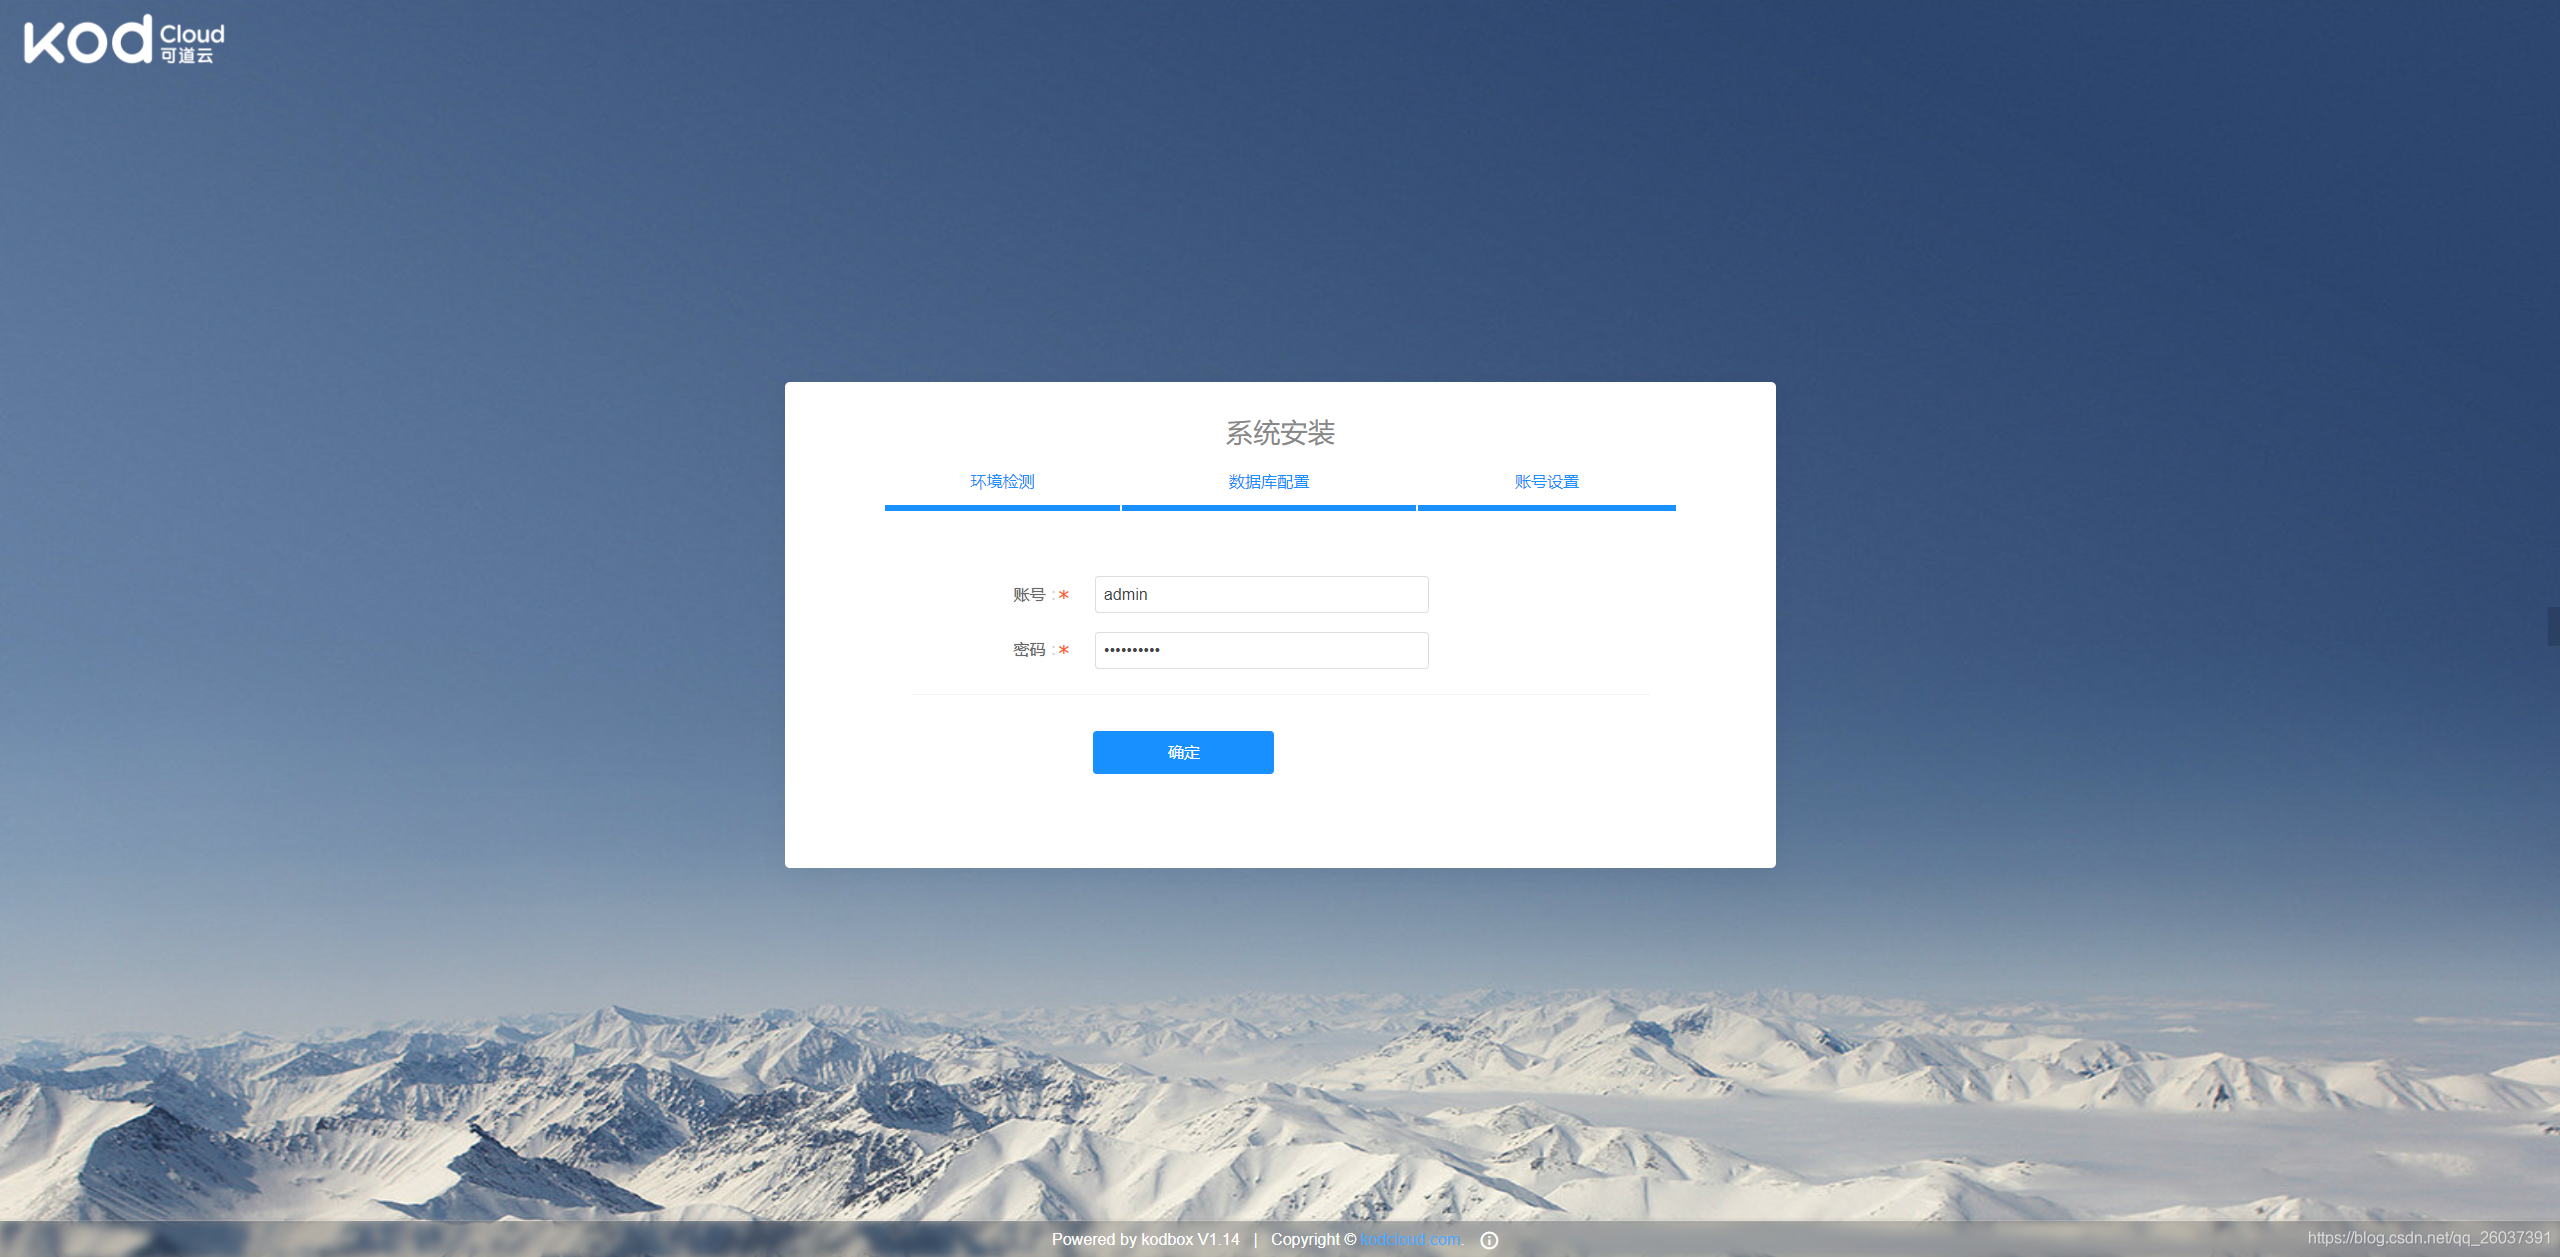 kod Cloud 可道云
系统安装
环境检测 数据库配置 账号设置
账号 :* admin
密码 :* ••••••••••
确定
Powered by kodbox V1.14 | Copyright © kodcloud.com.
https://blog.csdn.net/qq_26037391